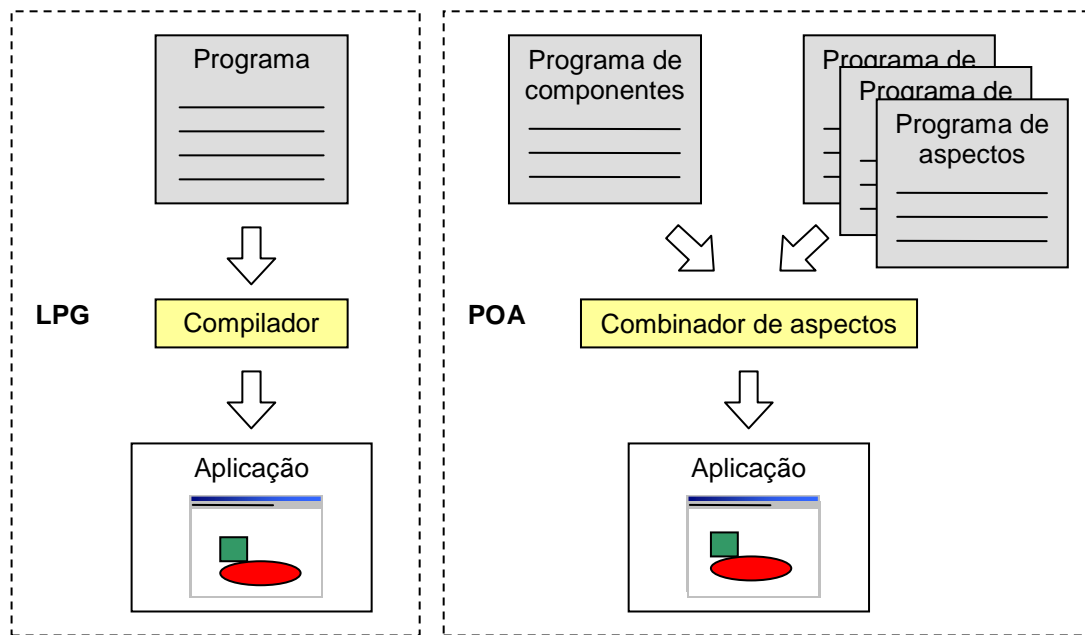 LPG
Programa
Compilador
Aplicação
POA
Programa de
componentes
Programa de
Programa de
Programa de
aspectos
Combinador de aspectos
Aplicação